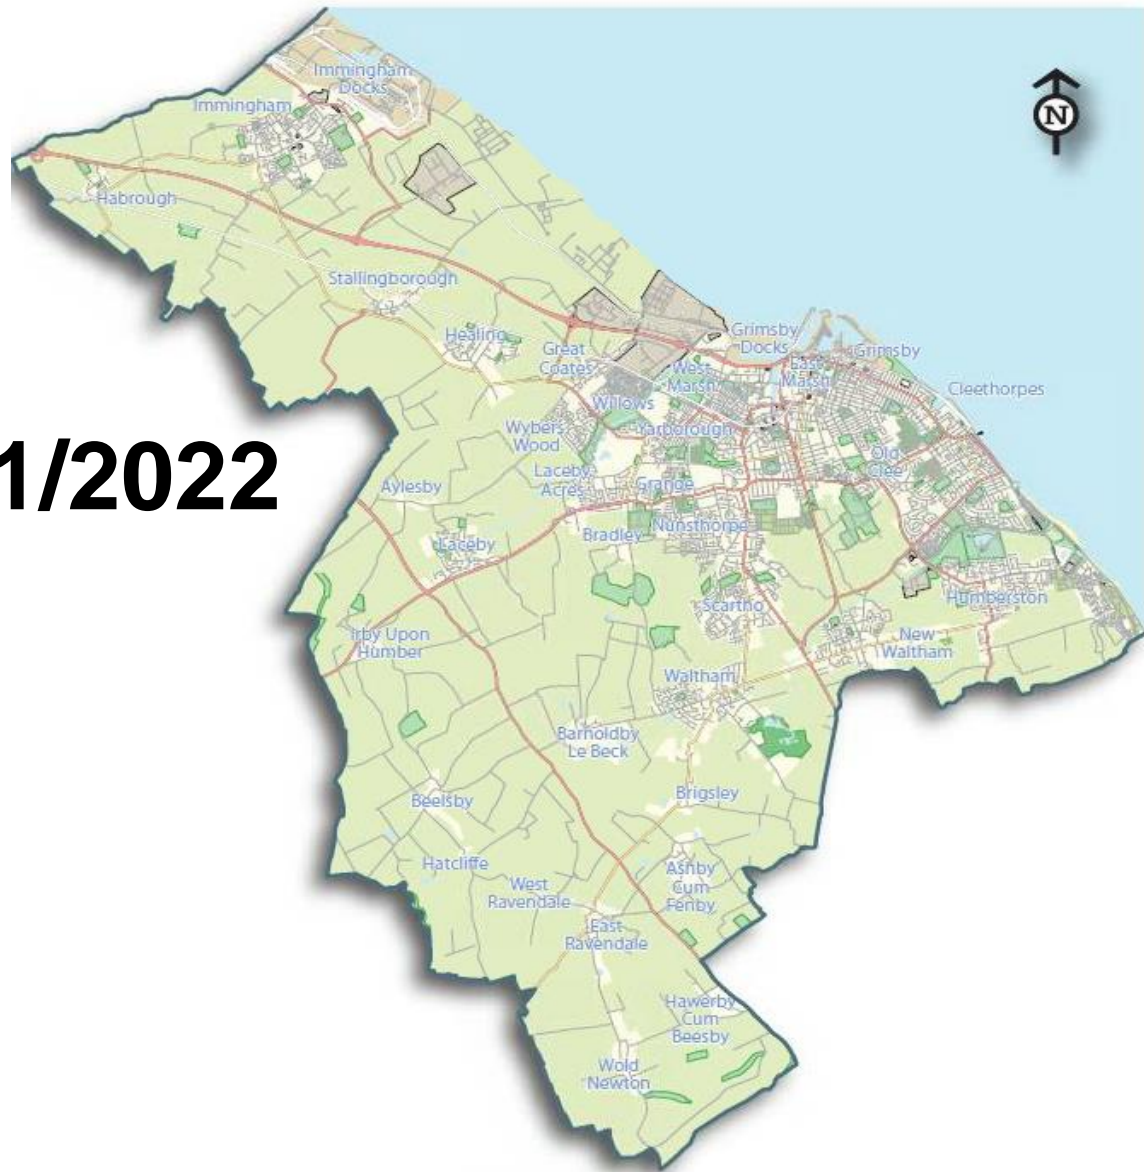 Immingham
Docks
Immingham
N
Habrough
Stallingborough
Healing
Great
Coates
Grimsby
Docks
Grimsby
West
Marsh
East
Marsh
Cleethorpes
Willows
Wybers
Wood
Yarborough
Old
Clee
Laceby
Acres
Grange
Aylesby
Nunsthorpe
Bradley
Laceby
1/2022
Humberston
Scartho
Irby Upon
Humber
New
Waltham
Waltham
Barnoldby
Le Beck
Beelsby
Brigsley
Hatcliffe
Ashby
Cum
Fenby
West
Ravendale
East
Ravendale
Hawerby
Cum
Beesby
Wold
Newton